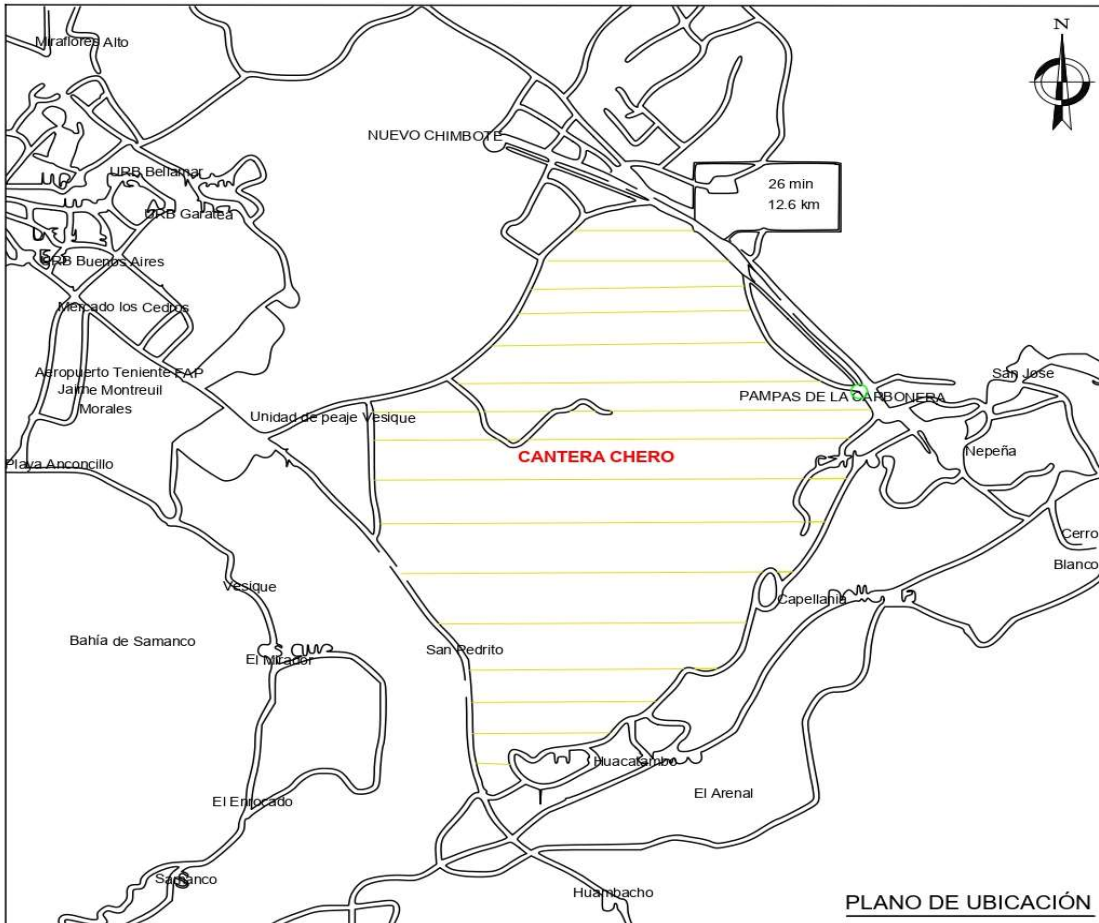 N
Miraflores Alto
NUEVO CHIMBOTE
URB Bellamar
26 min
12.6 km
URB Garatea
URB Buenos Aires
Mercado los Cedros
Aeropuerto Teniente FAP
Jaime Montreuil
Morales
San Jose
PAMPAS DE LA CARBONERA
Unidad de peaje Vesique
Nepeña
CANTERA CHERO
Playa Anconcillo
Cerro
Blanco
Vesique
Capellania
Bahía de Samanco
San Pedrito
El Mirador
Huacatambo
El Arenal
El Enrocado
Samanco
Huambacho
PLANO DE UBICACIÓN